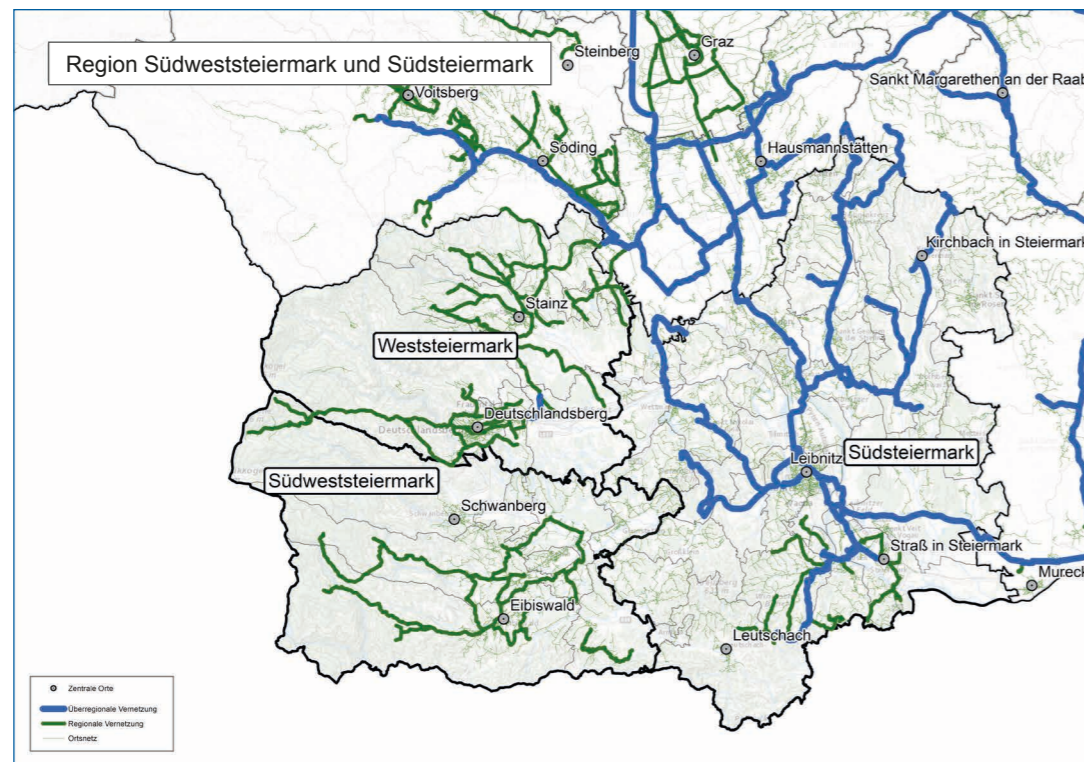 Region Südweststeiermark und Südsteiermark
Steinberg
Graz
Voitsberg
Sankt Margarethen an der Raab
Söding
Hausmannstätten
Kirchbach in Steiermark
Stainz
Weststeiermark
Deutschlandsberg
Leibnitz
Südsteiermark
Südweststeiermark
Schwanberg
Straß in Steiermark
Mureck
Eibiswald
Leutschach
Zentrale Orte
Überregionale Vernetzung
Regionale Vernetzung
Ortsnetz